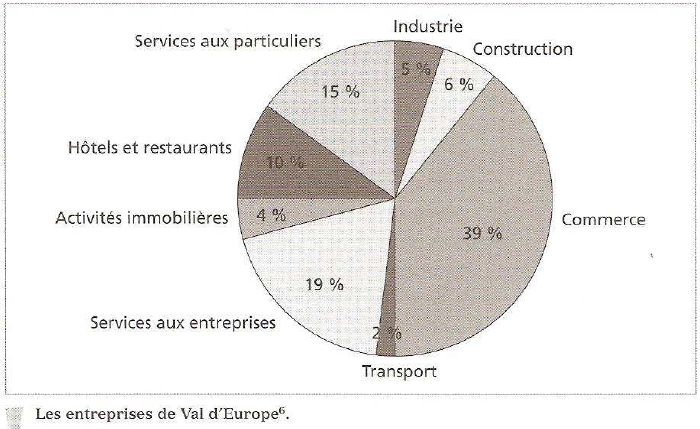 Industrie
Services aux particuliers
Construction
5 %
6 %
15 %
Hôtels et restaurants
10 %
Activités immobilières
4 %
Commerce
39 %
19 %
Services aux entreprises
2 %
Transport
Les entreprises de Val d'Europe⁶.